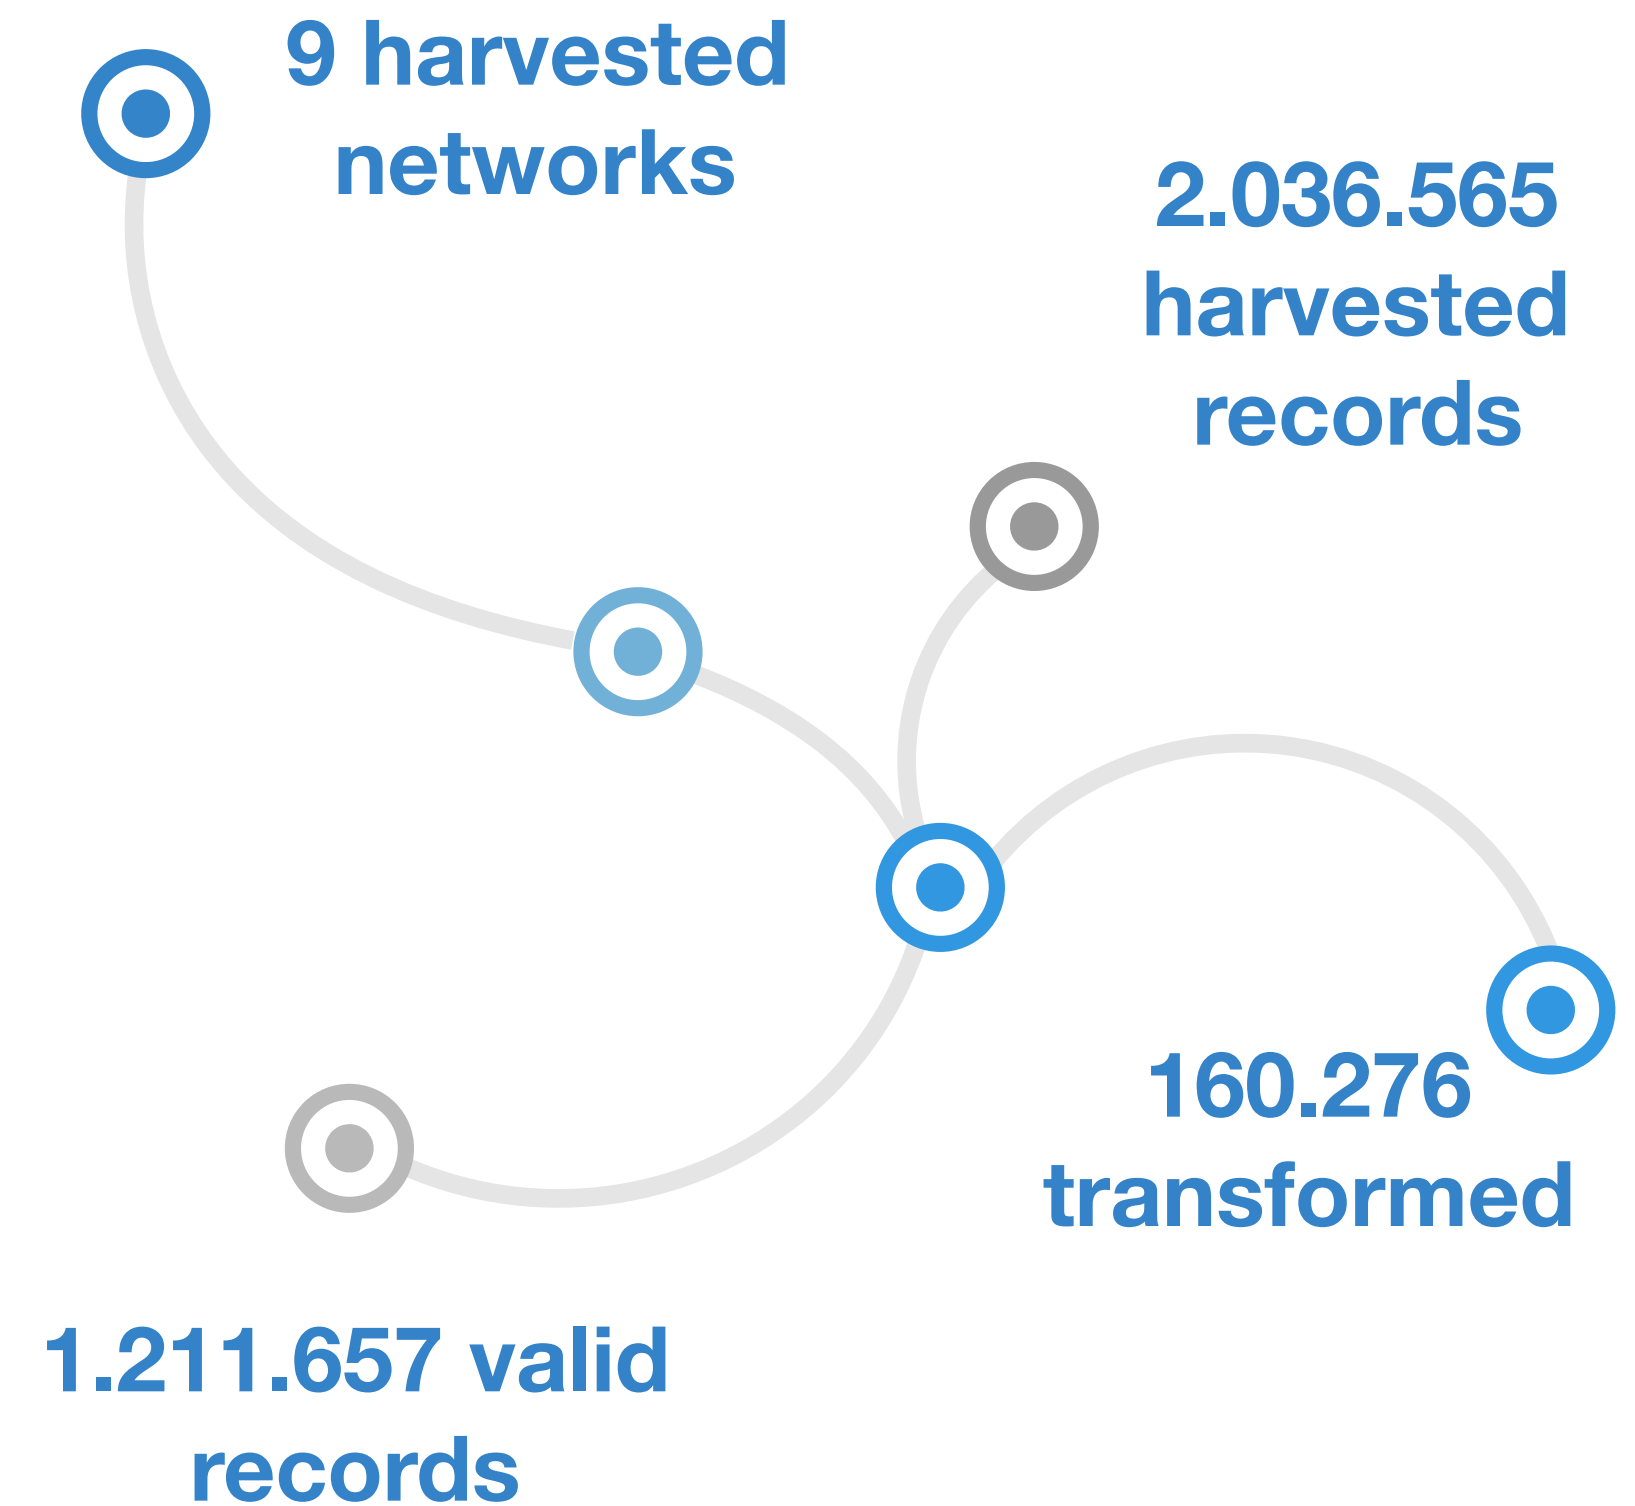 9 harvested
networks
2.036.565
harvested
records
160.276
transformed
1.211.657 valid
records